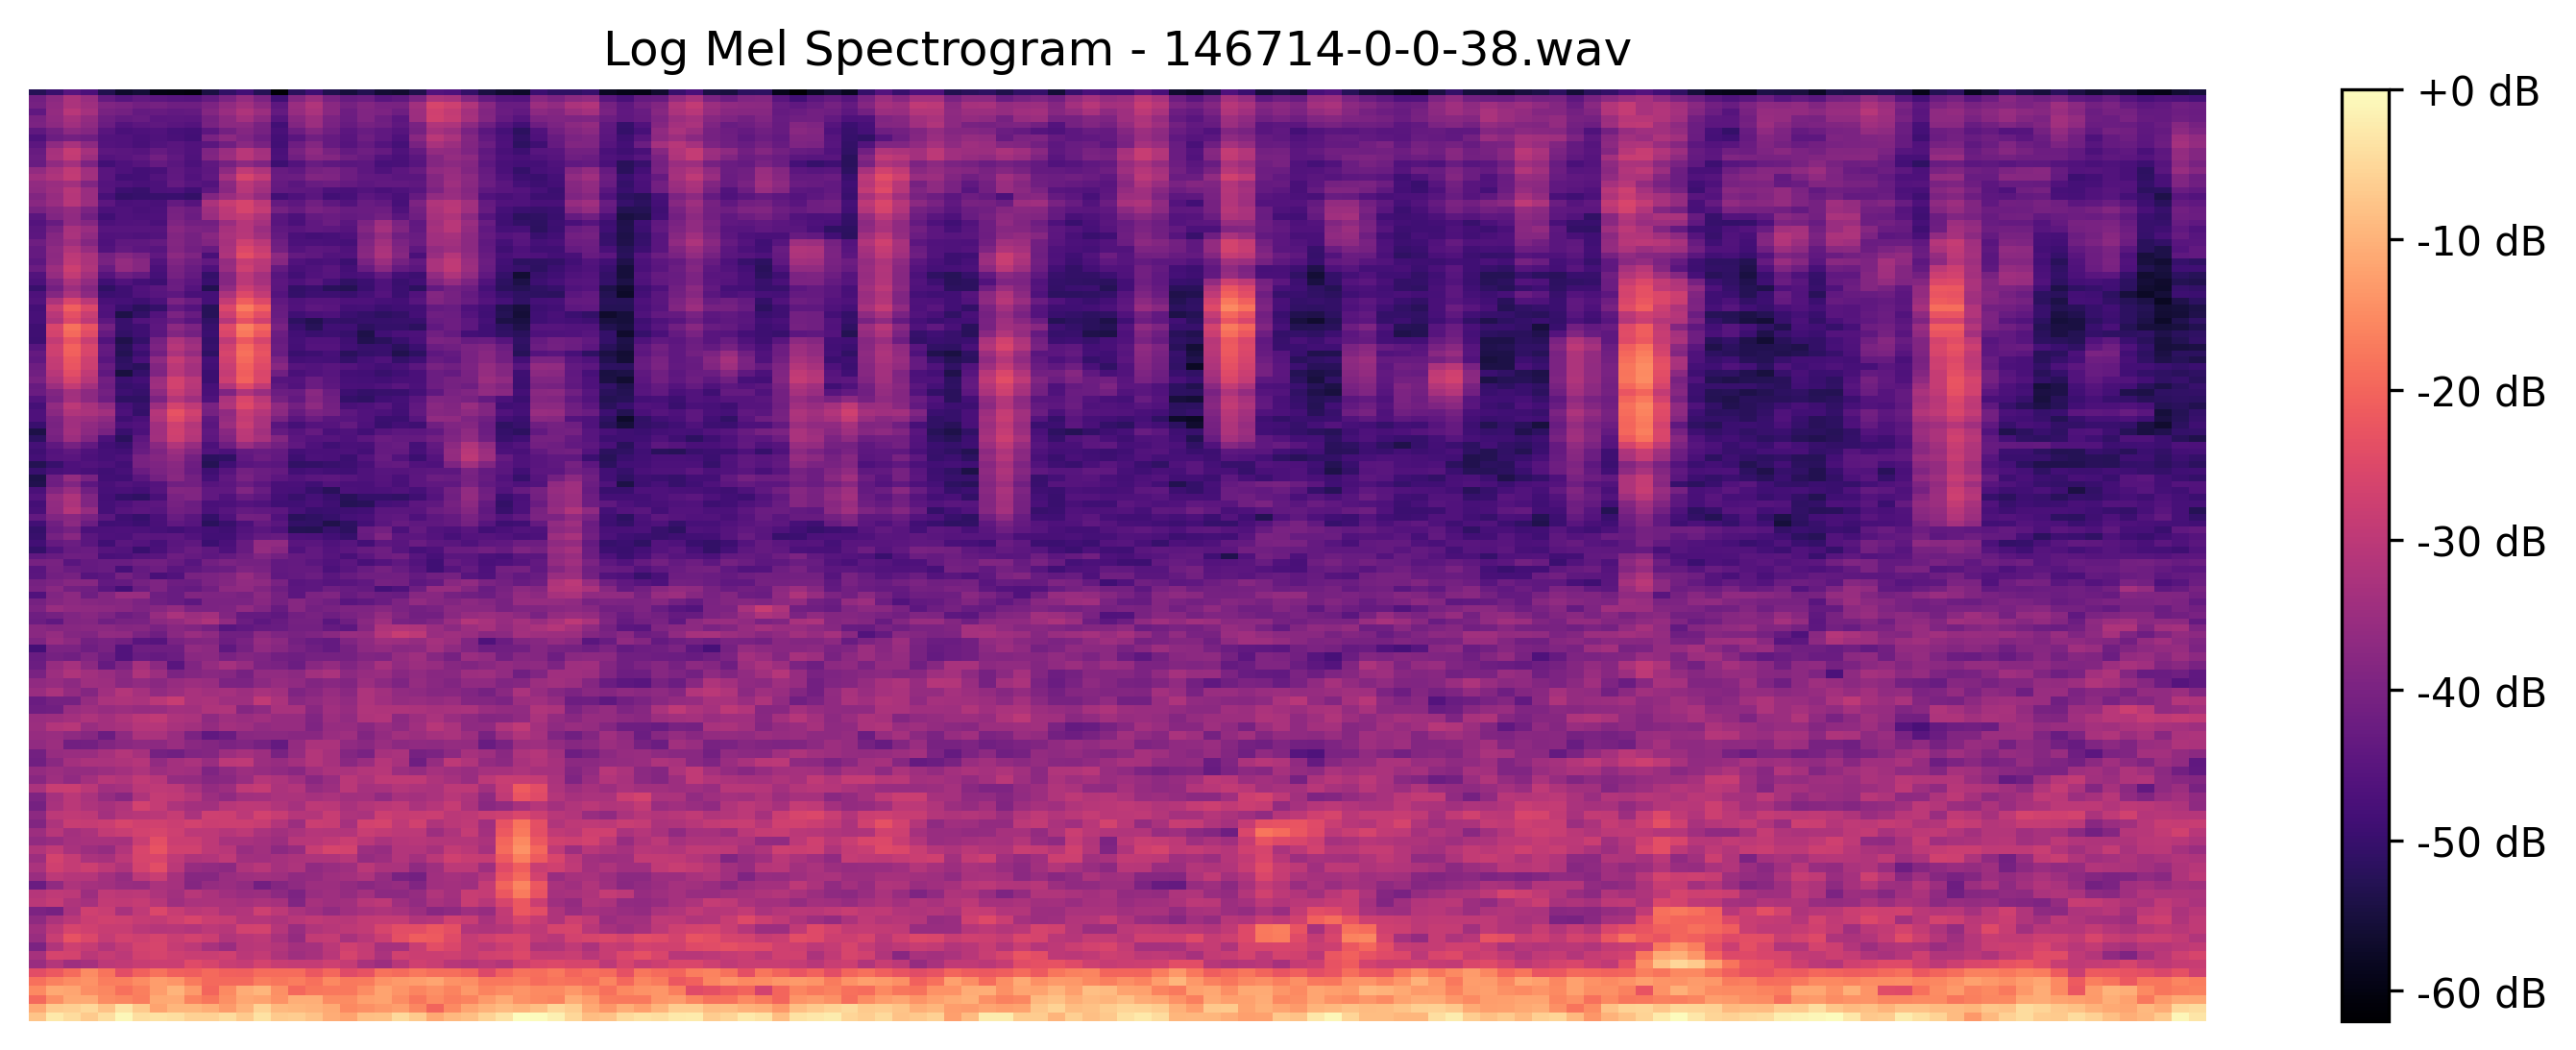 Log Mel Spectrogram - 146714-0-0-38.wav
+0 dB
-10 dB
-20 dB
-30 dB
-40 dB
-50 dB
-60 dB